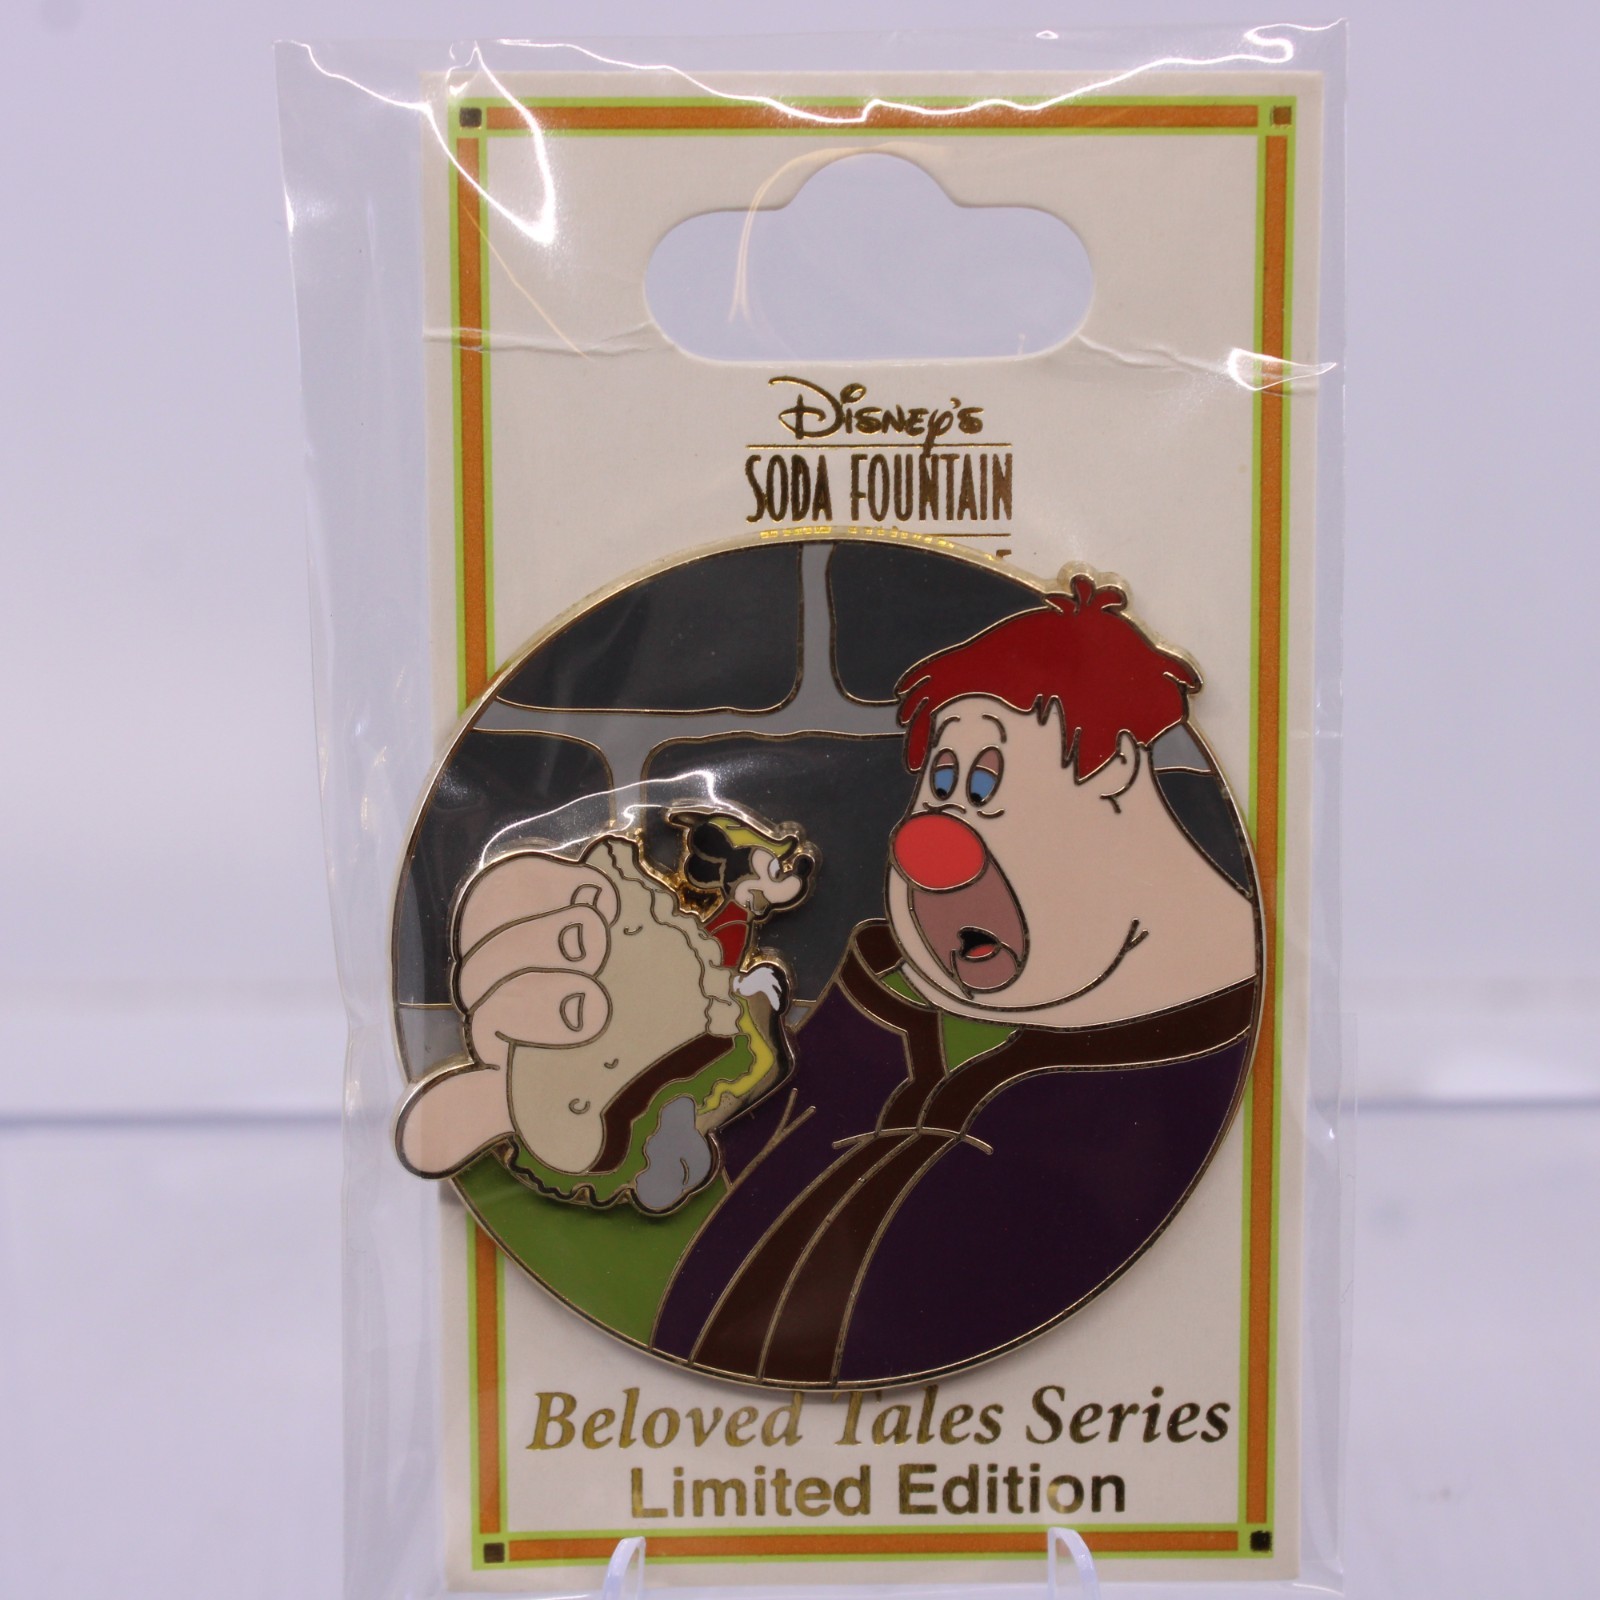 Disney's
SODA FOUNTAIN
Beloved Tales Series
Limited Edition